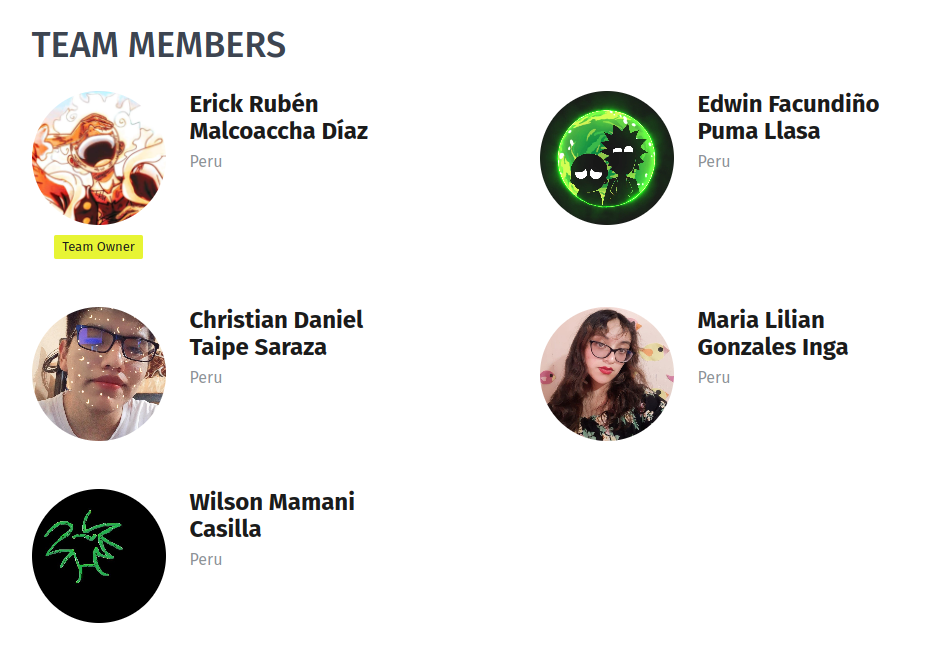 TEAM MEMBERS
Erick Rubén
Malcoaccha Díaz
Peru
Team Owner
Edwin Facundiño
Puma Llasa
Peru
Christian Daniel
Taipe Saraza
Peru
Maria Lilian
Gonzales Inga
Peru
Wilson Mamani
Casilla
Peru